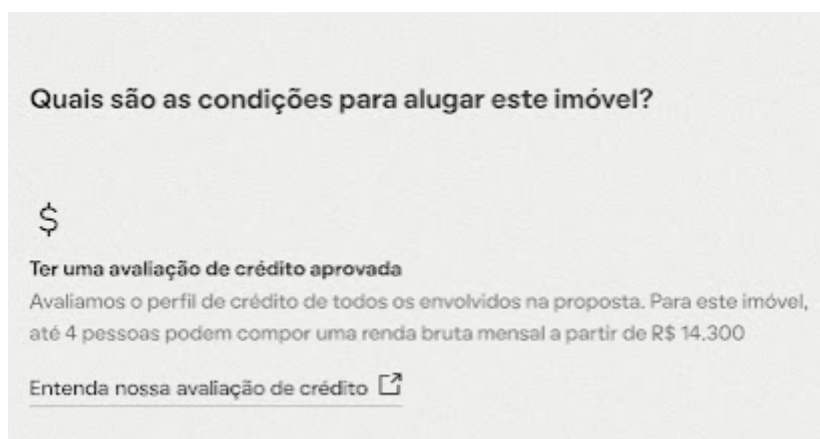 Quais são as condições para alugar este imóvel?
$
Ter uma avaliação de crédito aprovada
Avaliamos o perfil de crédito de todos os envolvidos na proposta. Para este imóvel,
até 4 pessoas podem compor uma renda bruta mensal a partir de R$ 14.300
Entenda nossa avaliação de crédito